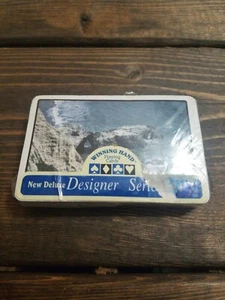 WINNING HAND
Playing
Cards
New Deluxe Designer Series